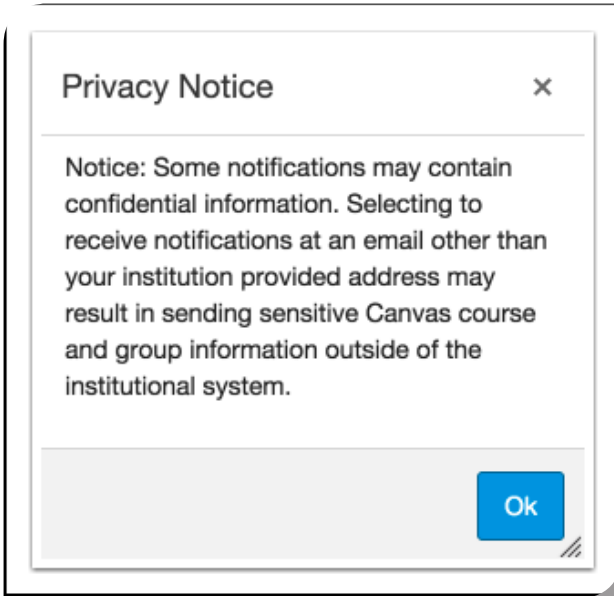 Privacy Notice ×
Notice: Some notifications may contain
confidential information. Selecting to
receive notifications at an email other than
your institution provided address may
result in sending sensitive Canvas course
and group information outside of the
institutional system.
Ok